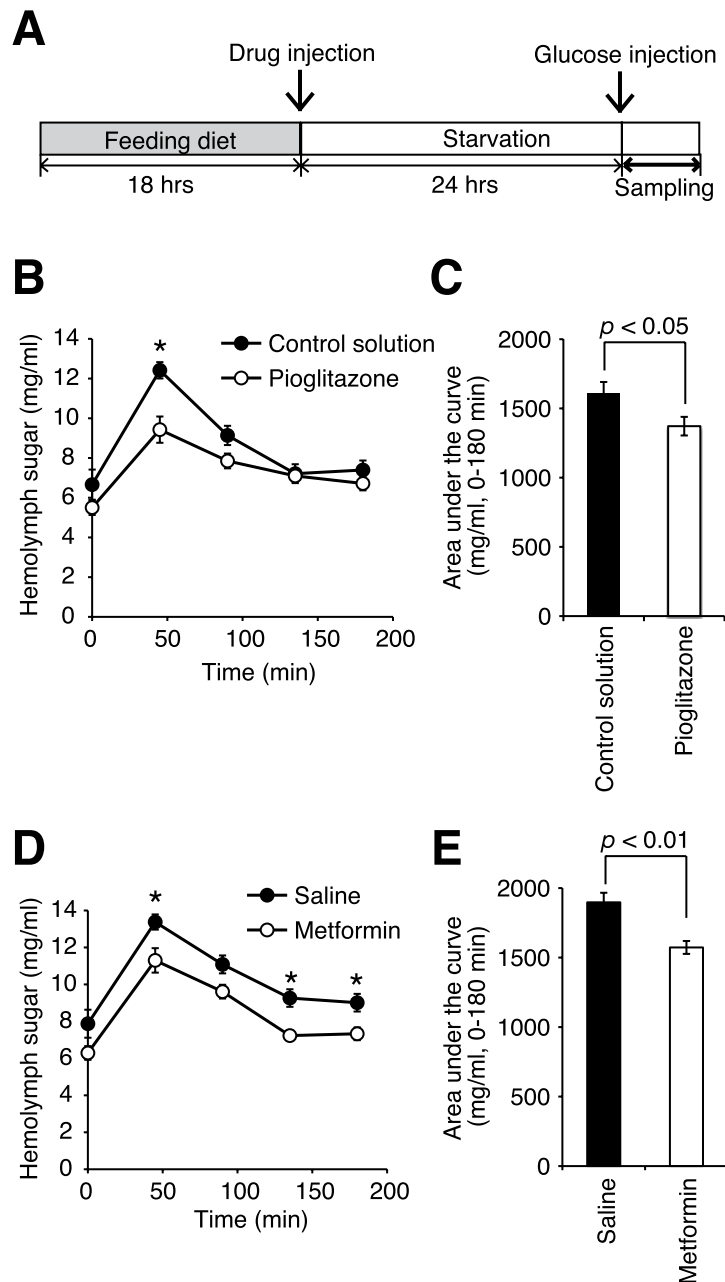 A
Drug injection
Glucose injection
Feeding diet
Starvation
18 hrs
24 hrs
Sampling
B
Hemolymph sugar (mg/ml)
14
12
10
8
6
4
2
0
*
Control solution
Pioglitazone
0 50 100 150 200
Time (min)
C
Area under the curve
(mg/ml, 0-180 min)
p < 0.05
2000
1500
1000
500
0
Control solution
Pioglitazone
D
Hemolymph sugar (mg/ml)
14
12
10
8
6
4
2
0
*
Saline
Metformin
* *
0 50 100 150 200
Time (min)
E
Area under the curve
(mg/ml, 0-180 min)
p < 0.01
2000
1500
1000
500
0
Saline
Metformin